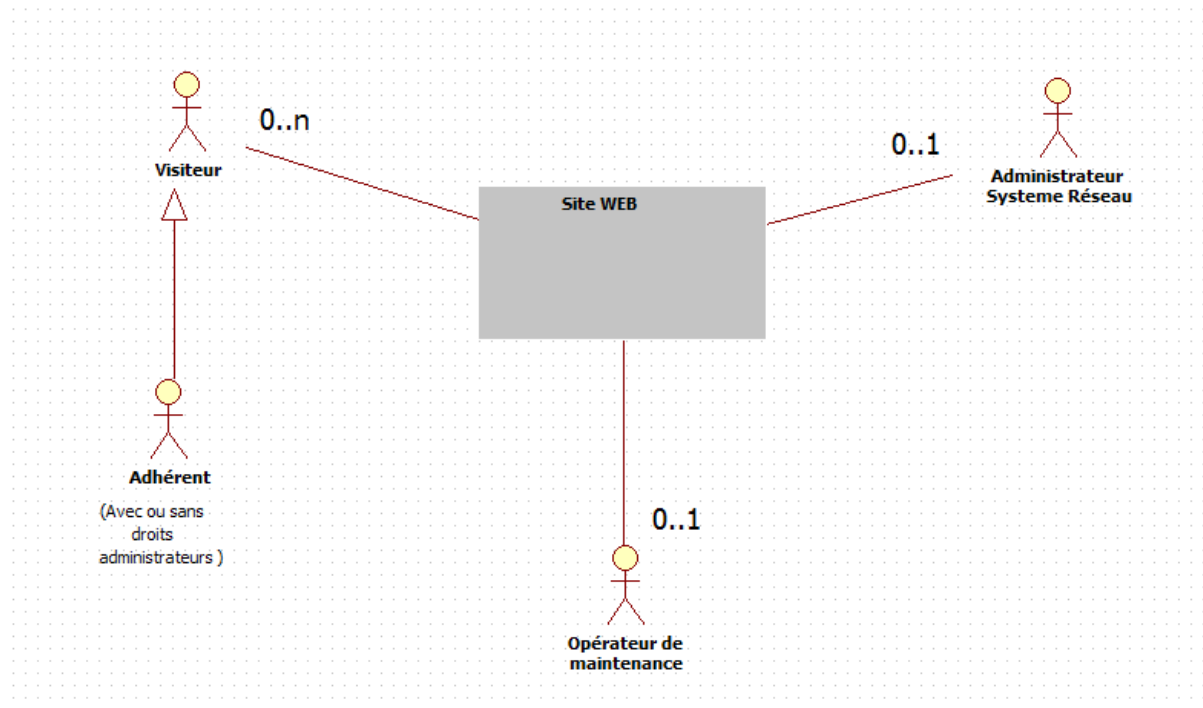 0..n
Visiteur
0..1
Administrateur
Systeme Réseau
Site WEB
Adhérent
(Avec ou sans
droits
administrateurs )
0..1
Opérateur de
maintenance